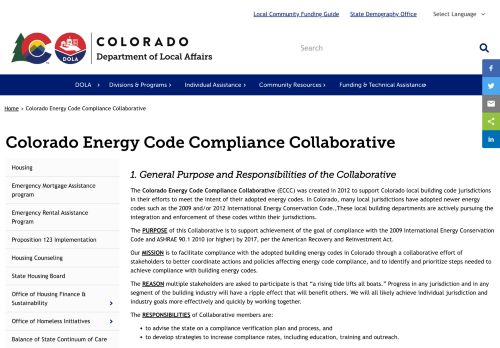 Local Community Funding Guide State Demography Office Select Language
COLORADO
Department of Local Affairs
DOLA
Search
DOLA Divisions & Programs Individual Assistance Community Resources Funding & Technical Assistance
Home > Colorado Energy Code Compliance Collaborative
Colorado Energy Code Compliance Collaborative
Housing
Emergency Mortgage Assistance
program
Emergency Rental Assistance
Program
Proposition 123 Implementation
Housing Counseling
State Housing Board
Office of Housing Finance &
Sustainability
Office of Homeless Initiatives
Balance of State Continuum of Care
1. General Purpose and Responsibilities of the Collaborative
The Colorado Energy Code Compliance Collaborative (ECCC) was created in 2012 to support Colorado local building code jurisdictions
in their efforts to meet the intent of their adopted energy codes. In Colorado, many local jurisdictions have adopted newer energy
codes such as the 2009 and/or 2012 International Energy Conservation Code.,These local building departments are actively pursuing the
integration and enforcement of these codes within their jurisdictions.
The PURPOSE of this Collaborative is to support achievement of the goal of compliance with the 2009 International Energy Conservation
Code and ASHRAE 90.1 2010 (or higher) by 2017, per the American Recovery and Reinvestment Act.
Our MISSION is to facilitate compliance with the adopted building energy codes in Colorado through a collaborative effort of
stakeholders to better coordinate actions and policies affecting energy code compliance, and to identify and prioritize steps needed to
achieve compliance with building energy codes.
The REASON multiple stakeholders are asked to participate is that “a rising tide lifts all boats.” Progress in any jurisdiction and in any
segment of the building industry will have a ripple effect that will benefit others. We will all likely achieve individual jurisdiction and
industry goals more effectively and quickly by working together.
The RESPONSIBILITIES of Collaborative members are:
• to advise the state on a compliance verification plan and process, and
• to develop strategies to increase compliance rates, including education, training and outreach.